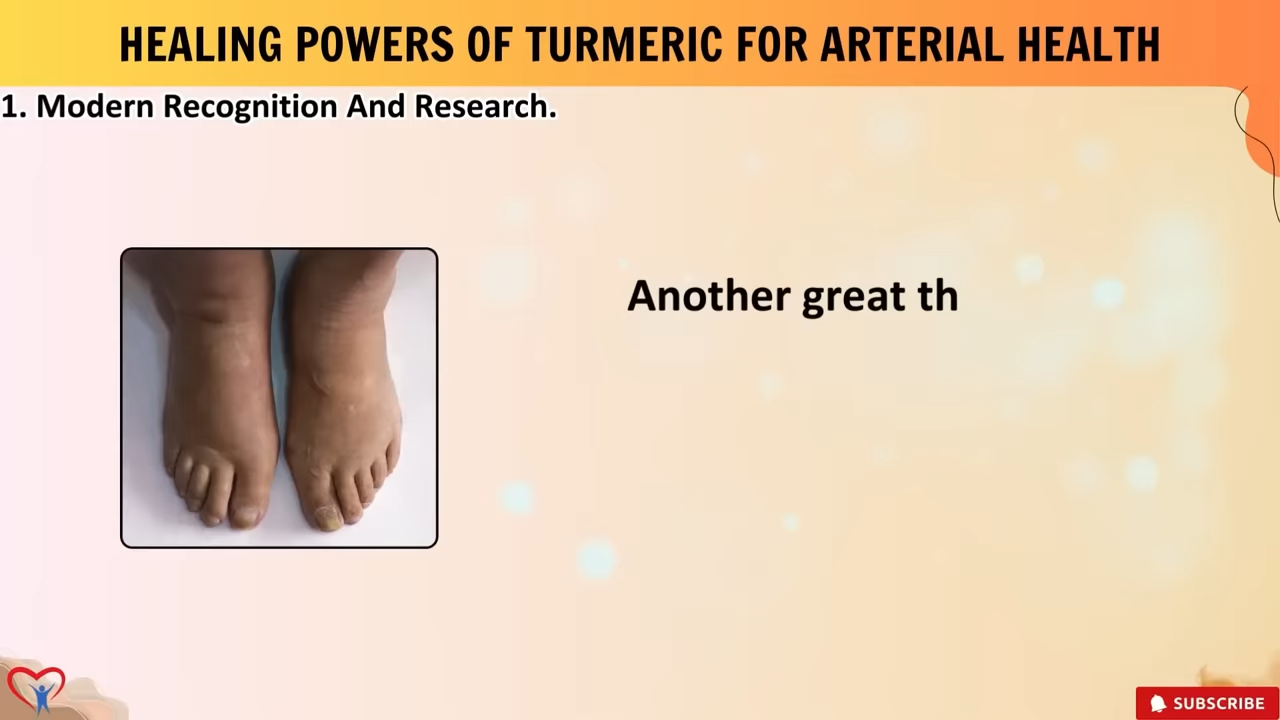 HEALING POWERS OF TURMERIC FOR ARTERIAL HEALTH
1. Modern Recognition And Research.
Another great th
SUBSCRIBE